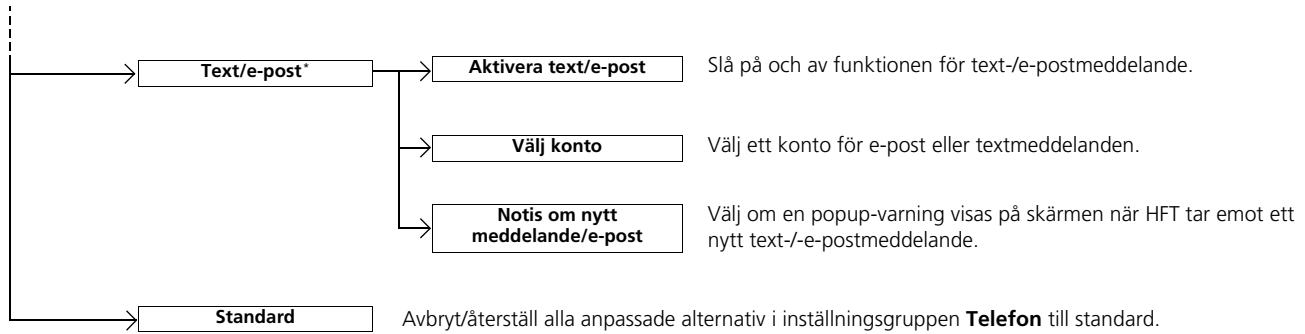 Text/e-post*
Aktivera text/e-post
Slå på och av funktionen för text-/e-postmeddelande.
Välj konto
Välj ett konto för e-post eller textmeddelanden.
Notis om nytt
meddelande/e-post
Välj om en popup-varning visas på skärmen när HFT tar emot ett
nytt text-/-e-postmeddelande.
Standard
Avbryt/återställ alla anpassade alternativ i inställningsgruppen Telefon till standard.